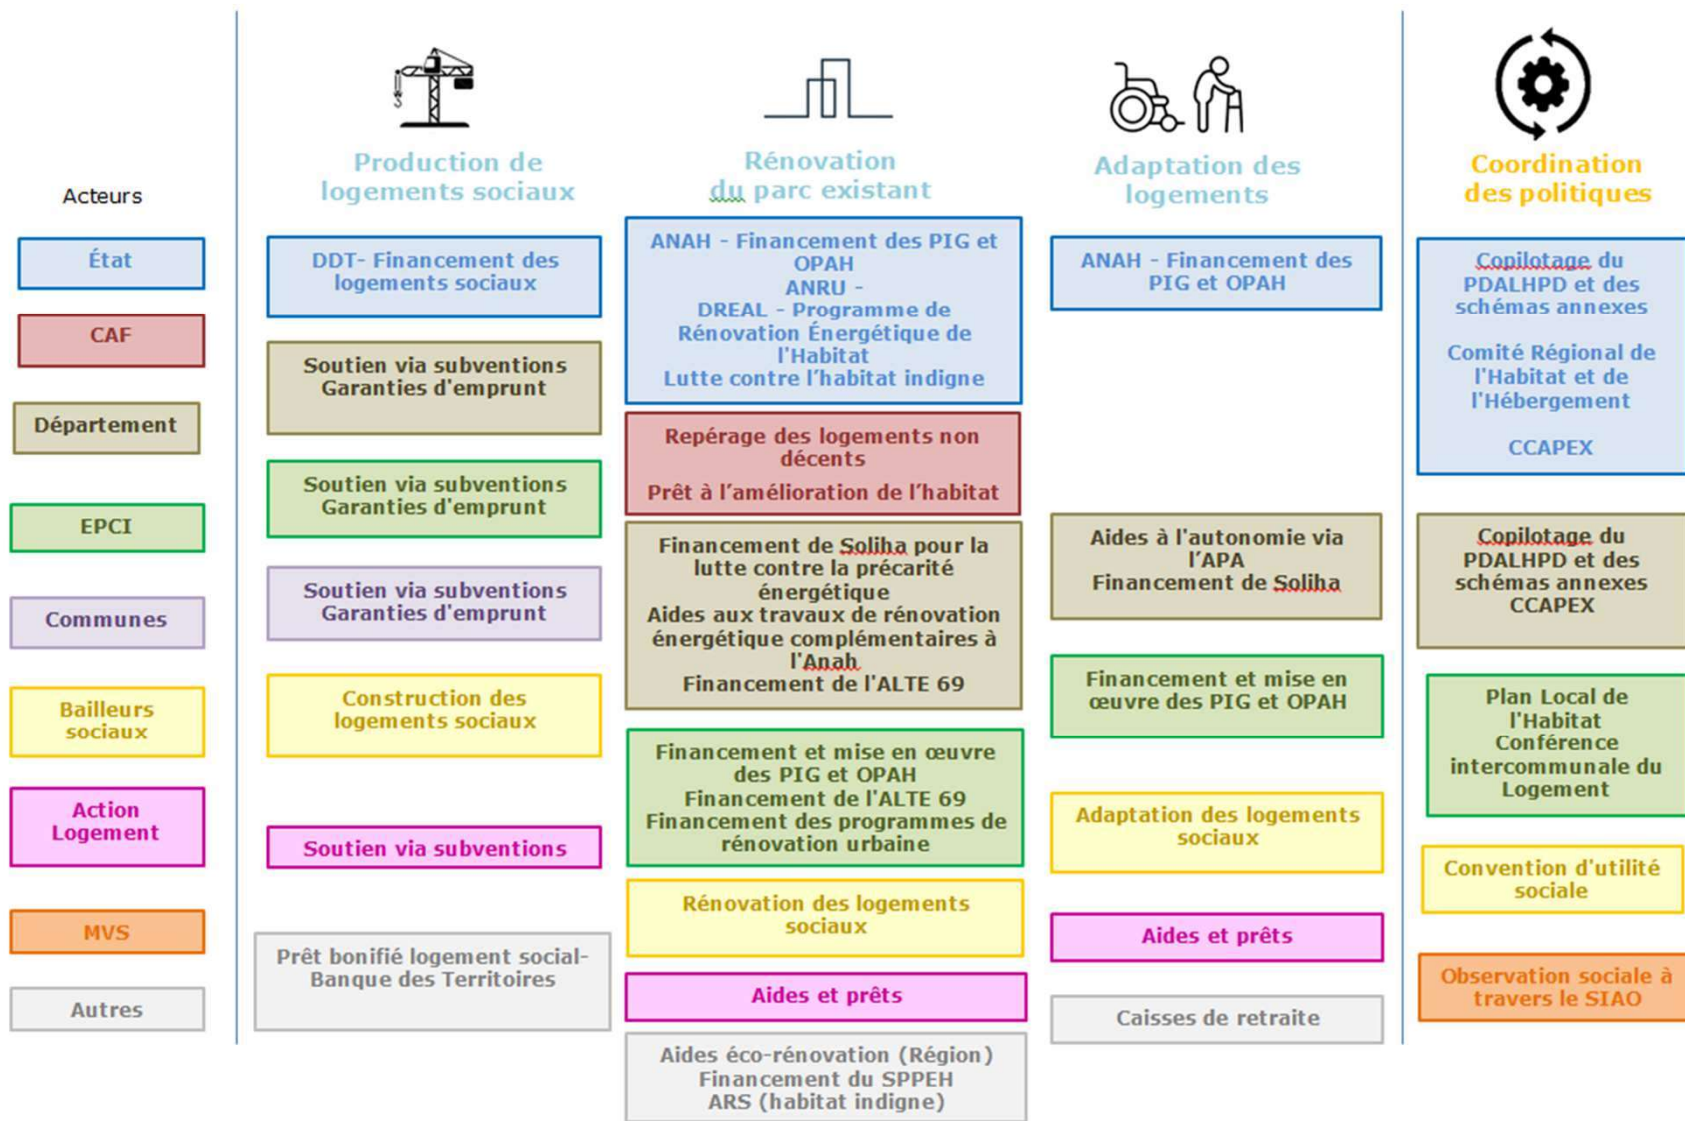 Acteurs
État
CAF
Département
EPCI
Communes
Bailleurs
sociaux
Action
Logement
MVS
Autres
Production de
logements sociaux
DDT- Financement des
logements sociaux
Soutien via subventions
Garanties d'emprunt
Soutien via subventions
Garanties d'emprunt
Soutien via subventions
Garanties d'emprunt
Construction des
logements sociaux
Soutien via subventions
Prêt bonifié logement social-
Banque des Territoires
Rénovation
du parc existant
ANAH - Financement des PIG et
OPAH
ANRU -
DREAL - Programme de
Rénovation Énergétique de
l'Habitat
Lutte contre l’habitat indigne
Repérage des logements non
décents
Prêt à l’amélioration de l’habitat
Financement de Soliha pour la
lutte contre la précarité
énergétique
Aides aux travaux de rénovation
énergétique complémentaires à
l'Anah
Financement de l'ALTE 69
Financement et mise en œuvre
des PIG et OPAH
Financement de l'ALTE 69
Financement des programmes de
rénovation urbaine
Rénovation des logements
sociaux
Aides et prêts
Aides éco-rénovation (Région)
Financement du SPPEH
ARS (habitat indigne)
Adaptation des
logements
ANAH - Financement des
PIG et OPAH
Aides à l'autonomie via
l’APA
Financement de Soliha
Financement et mise en
œuvre des PIG et OPAH
Adaptation des logements
sociaux
Aides et prêts
Caisses de retraite
Coordination
des politiques
Copilotage du
PDALHPD et des
schémas annexes
Comité Régional de
l'Habitat et de
l'Hébergement
CCAPEX
Copilotage du
PDALHPD et des
schémas annexes
CCAPEX
Plan Local de
l'Habitat
Conférence
intercommunale du
Logement
Convention d'utilité
sociale
Observation sociale à
travers le SIAO